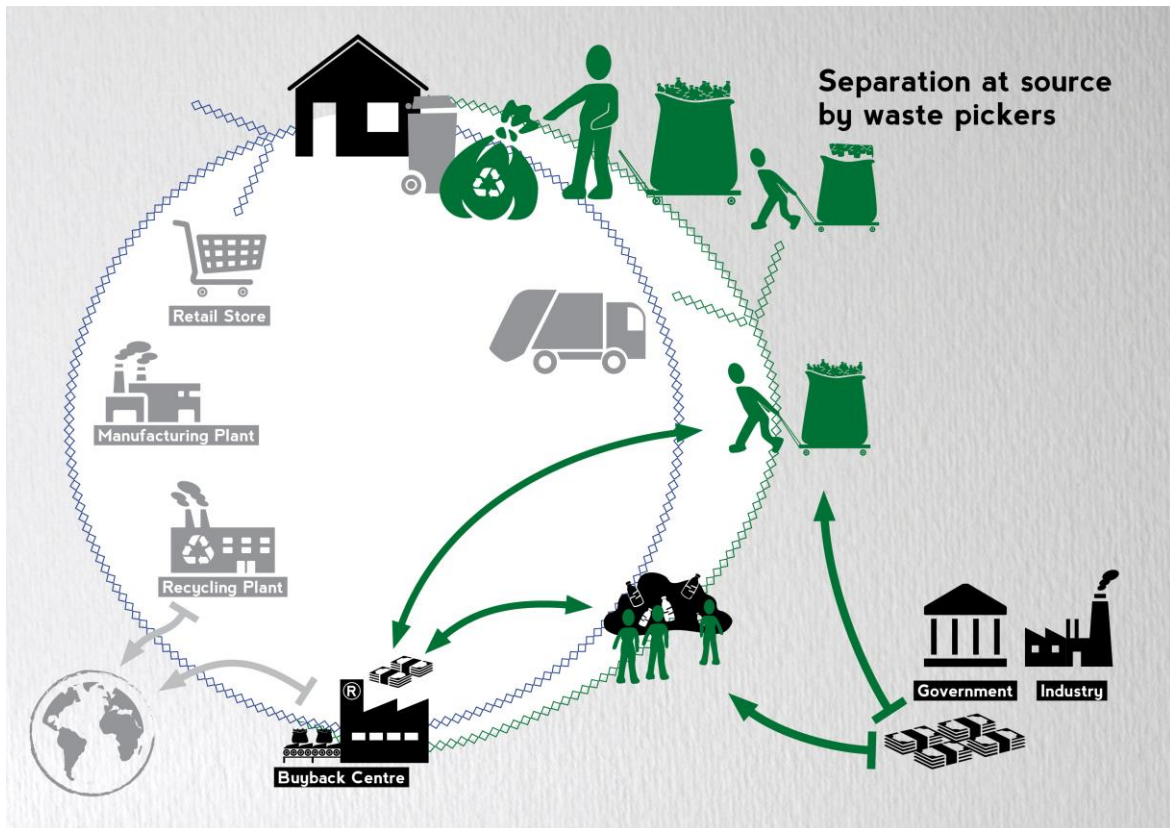 Separation at source
by waste pickers
Retail Store
Manufacturing Plant
Recycling Plant
Government
Industry
R
Buyback Centre